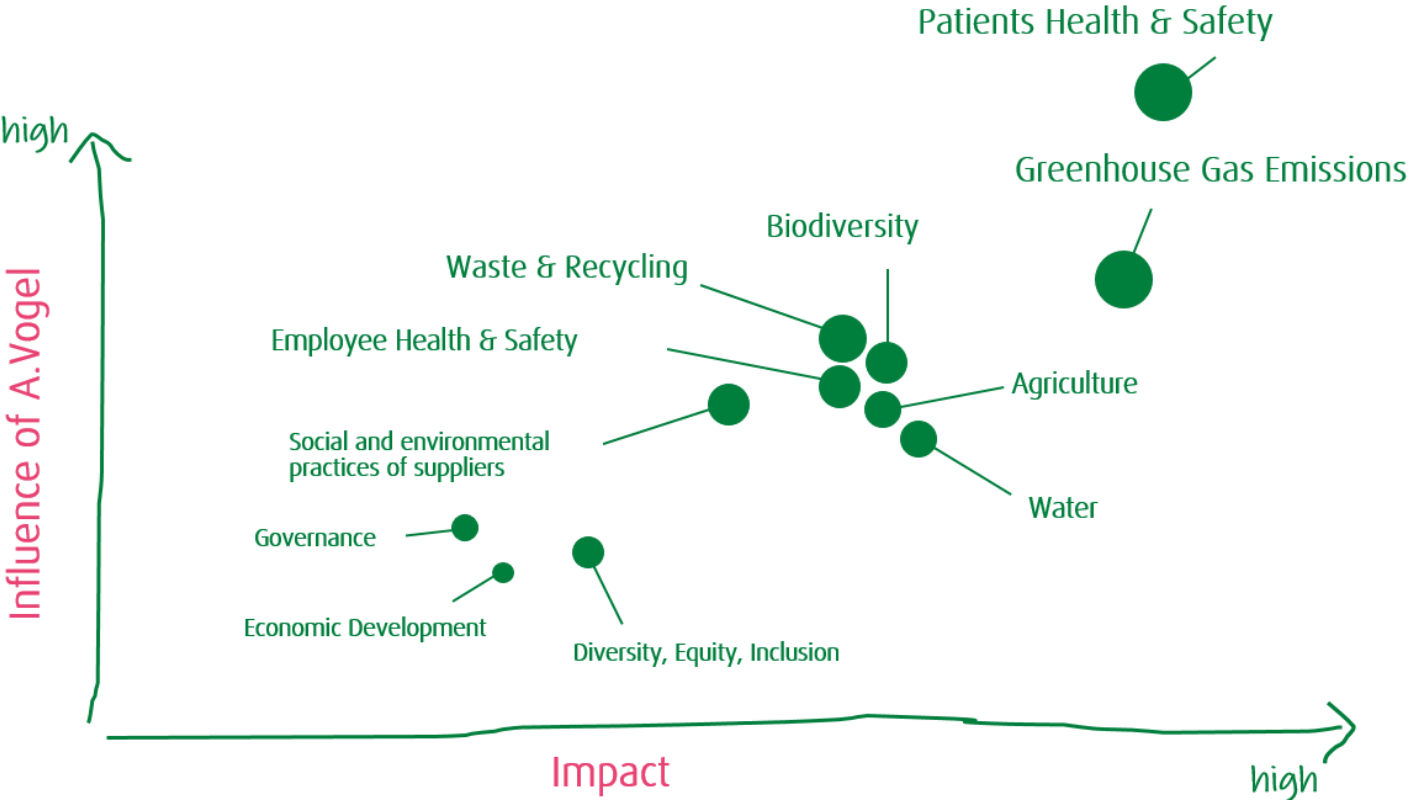 Patients Health & Safety
high
Greenhouse Gas Emissions
Biodiversity
Waste & Recycling
Employee Health & Safety
Agriculture
Social and environmental
practices of suppliers
Water
Governance
Economic Development
Diversity, Equity, Inclusion
Influence of A.Vogel
Impact
high